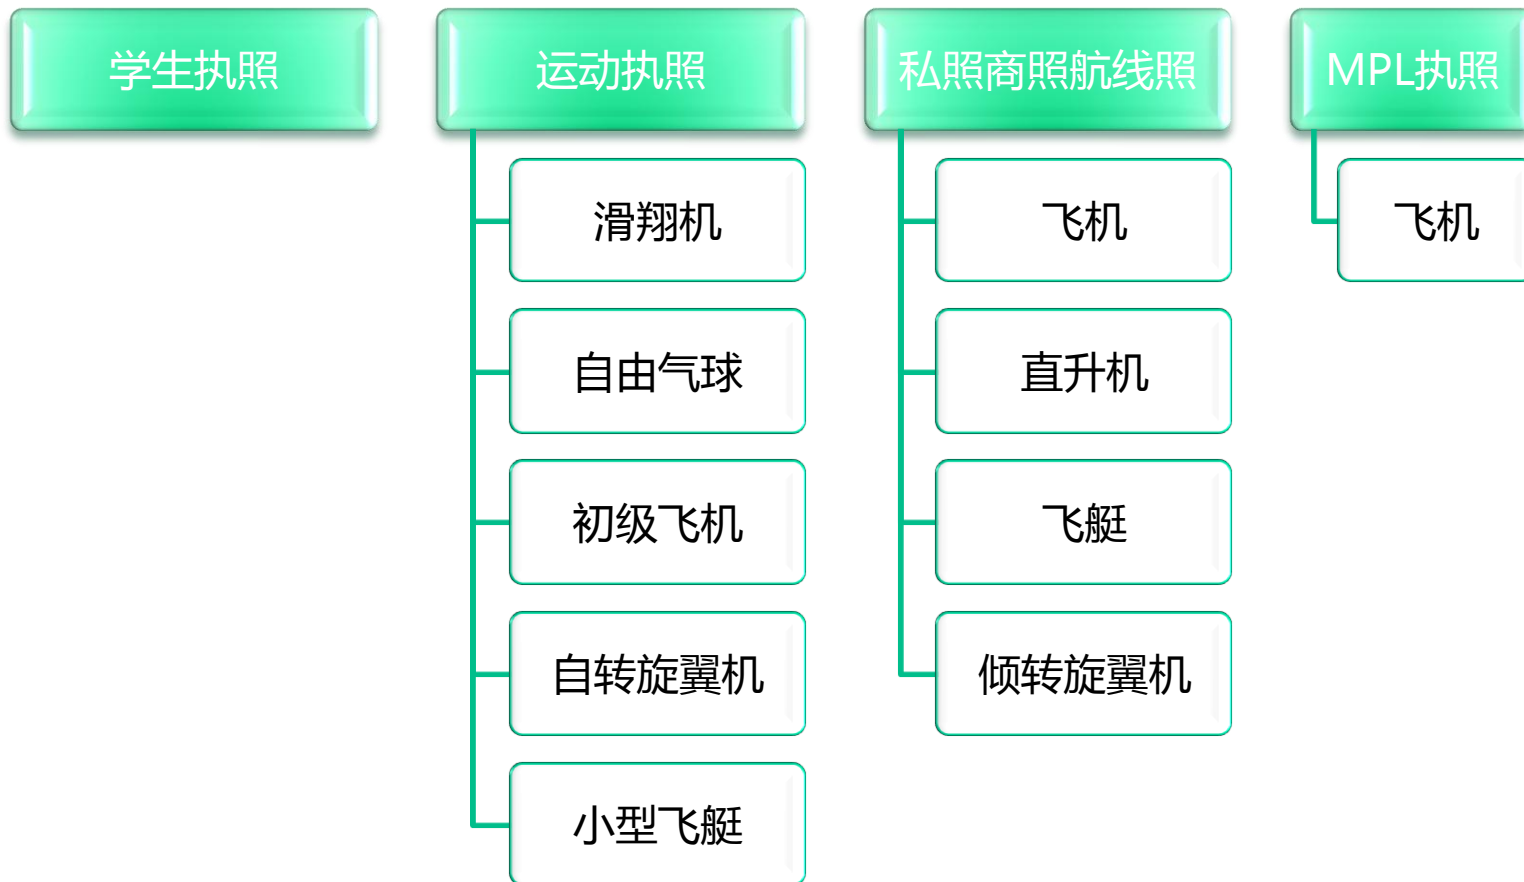 学生执照
运动执照
滑翔机
自由气球
初级飞机
自转旋翼机
小型飞艇
私照商照航线照
飞机
直升机
飞艇
倾转旋翼机
MPL执照
飞机